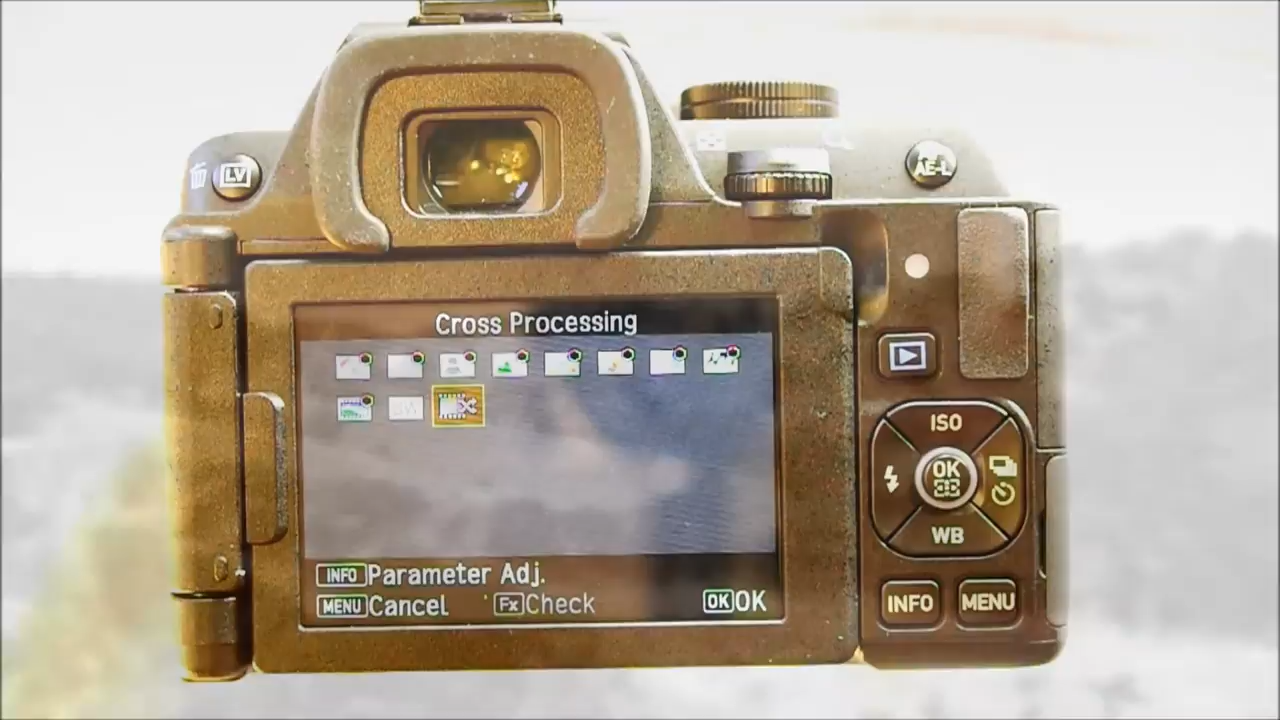 LV
AE-L
Cross Processing
INFO Parameter Adj.
MENU Cancel Fx Check OK OK
ISO
OK
WB
INFO MENU